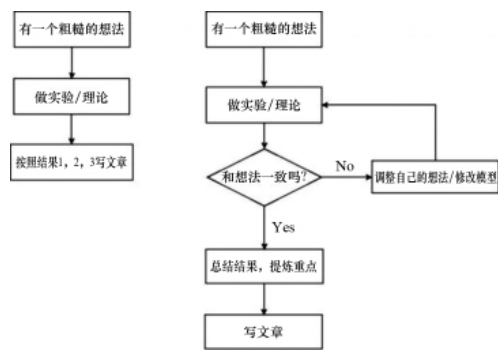 有一个粗糙的想法
做实验/理论
按照结果1，2，3写文章
有一个粗糙的想法
做实验/理论
和想法一致吗？
No
调整自己的想法/修改模型
Yes
总结结果，提炼重点
写文章